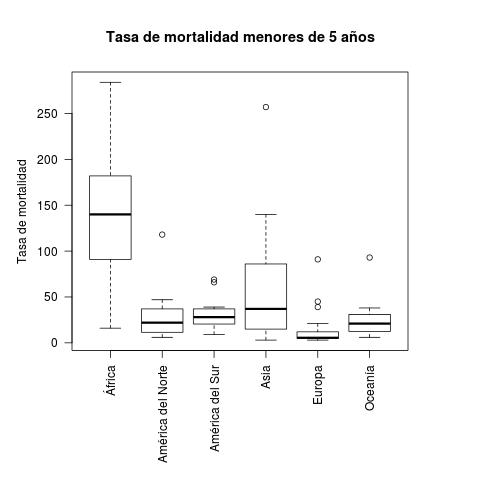 Tasa de mortalidad menores de 5 años
Tasa de mortalidad
250
200
150
100
50
0
África
América del Norte
América del Sur
Asia
Europa
Oceanía